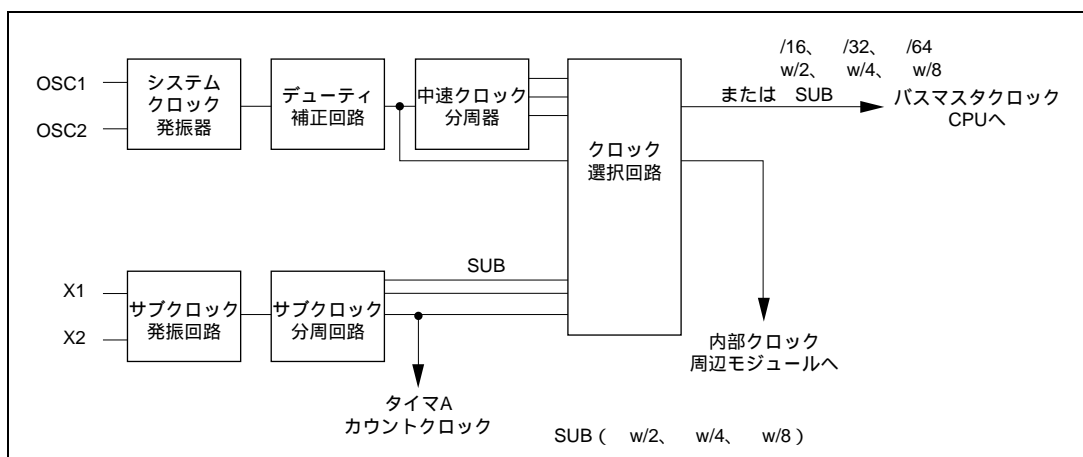 OSC1
OSC2
システム
クロック
発振器
デューティ
補正回路
中速クロック
分周器
クロック
選択回路
/16、 /32、 /64
w/2、 w/4、 w/8
または SUB
バスマスタクロック
CPUへ
X1
X2
サブクロック
発振回路
サブクロック
分周回路
SUB
内部クロック
周辺モジュールへ
タイマA
カウントクロック
SUB( w/2、 w/4、 w/8)